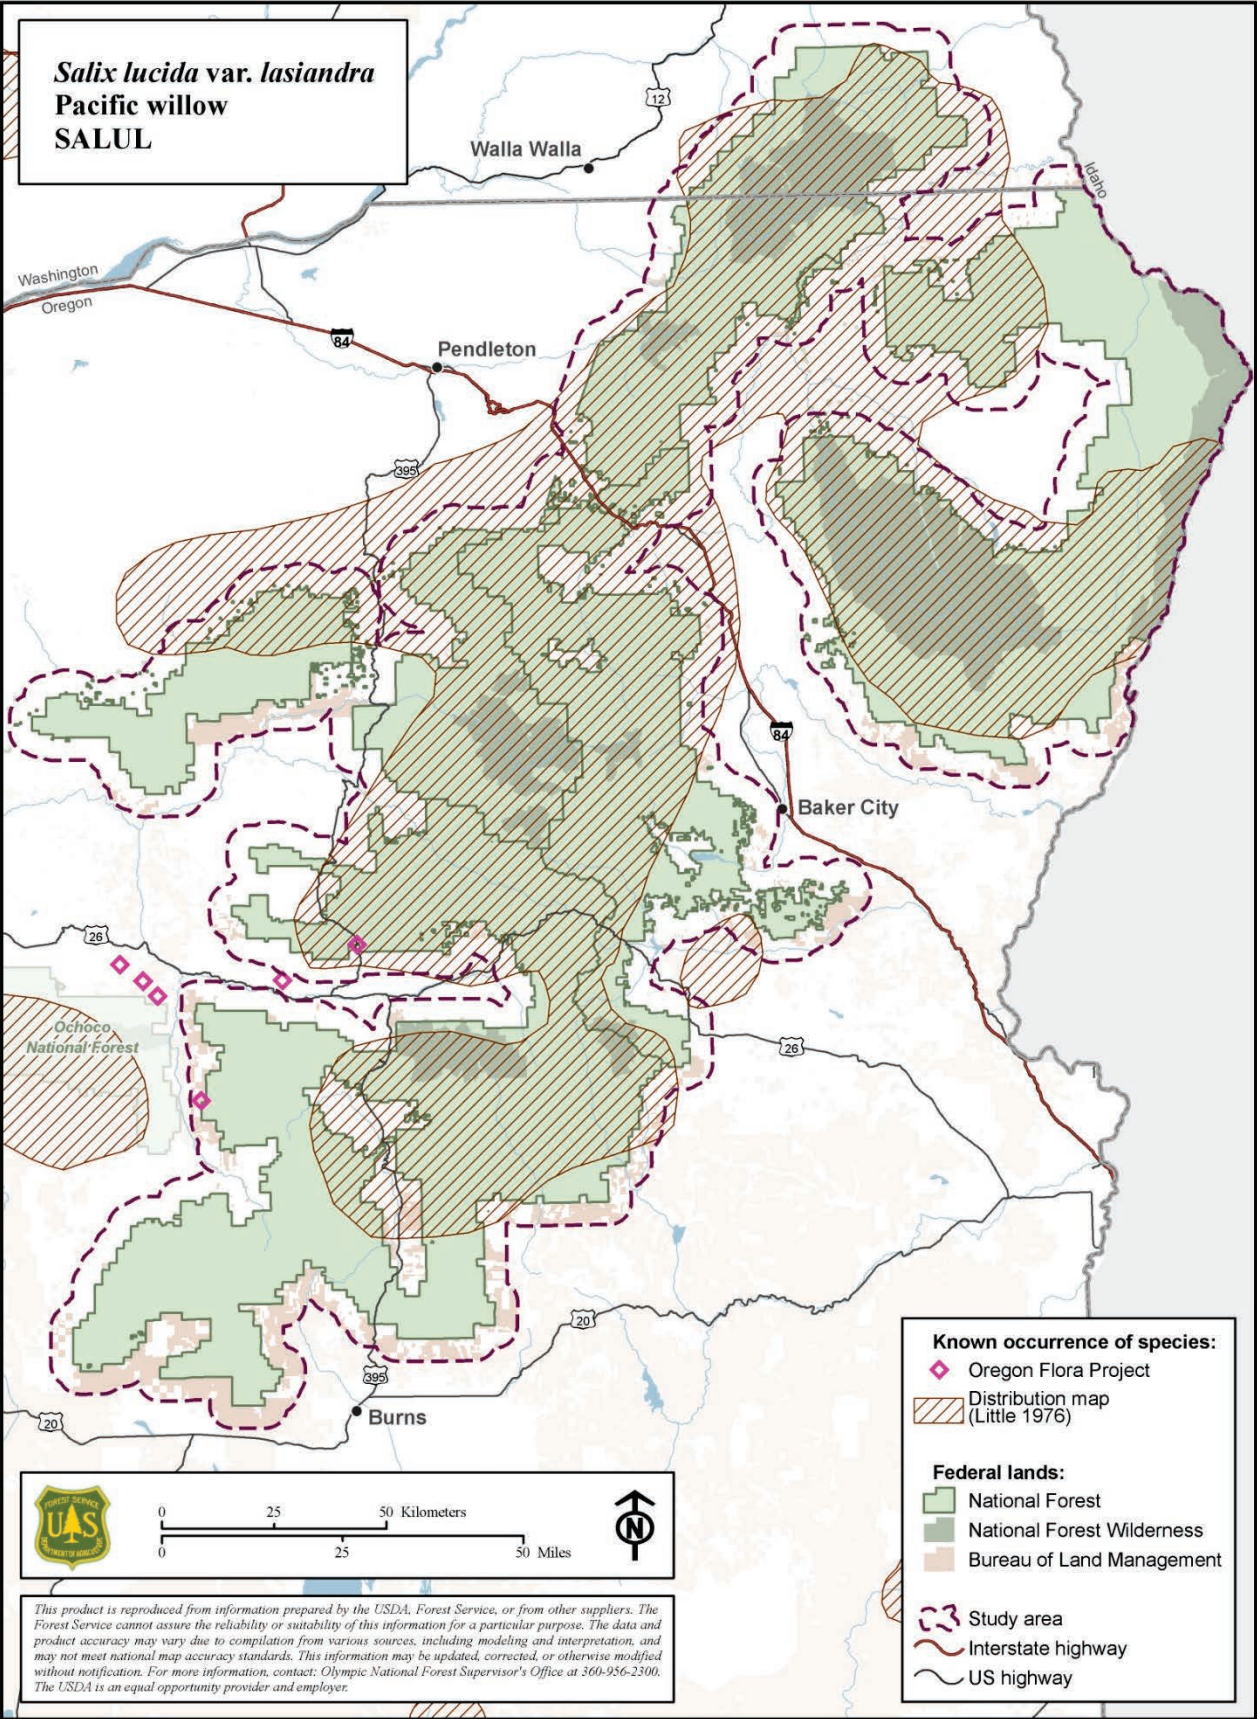 Salix lucida var. lasiandra
Pacific willow
SALUL
12
Walla Walla
Idaho
Washington
Oregon
84
Pendleton
395
84
Baker City
26
Ochoco
National Forest
26
20
395
Burns
20
Known occurrence of species:
Oregon Flora Project
Distribution map
(Little 1976)
Federal lands:
National Forest
National Forest Wilderness
Bureau of Land Management
Study area
Interstate highway
US highway
FOREST SERVICE
U S
DEPARTMENT OF AGRICULTURE
0 25 50 Kilometers
0 25 50 Miles
N
This product is reproduced from information prepared by the USDA, Forest Service, or from other suppliers. The
Forest Service cannot assure the reliability or suitability of this information for a particular purpose. The data and
product accuracy may vary due to compilation from various sources, including modeling and interpretation, and
may not meet national map accuracy standards. This information may be updated, corrected, or otherwise modified
without notification. For more information, contact: Olympic National Forest Supervisor's Office at 360-956-2300.
The USDA is an equal opportunity provider and employer.